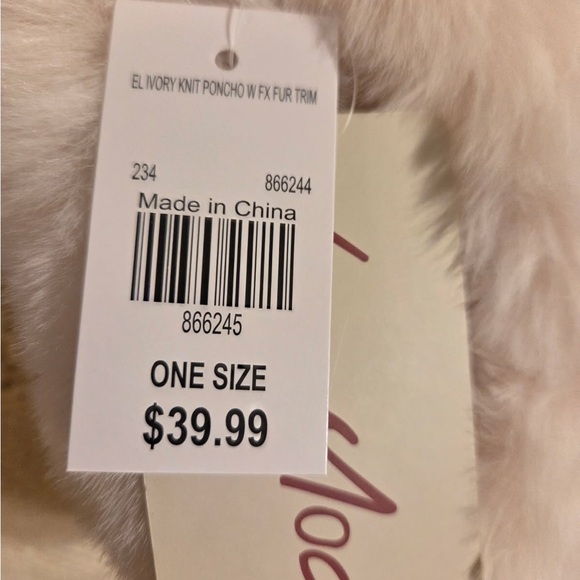 EL IVORY KNIT PONCHO W FX FUR TRIM
234 866244
Made in China
866245
ONE SIZE
$39.99